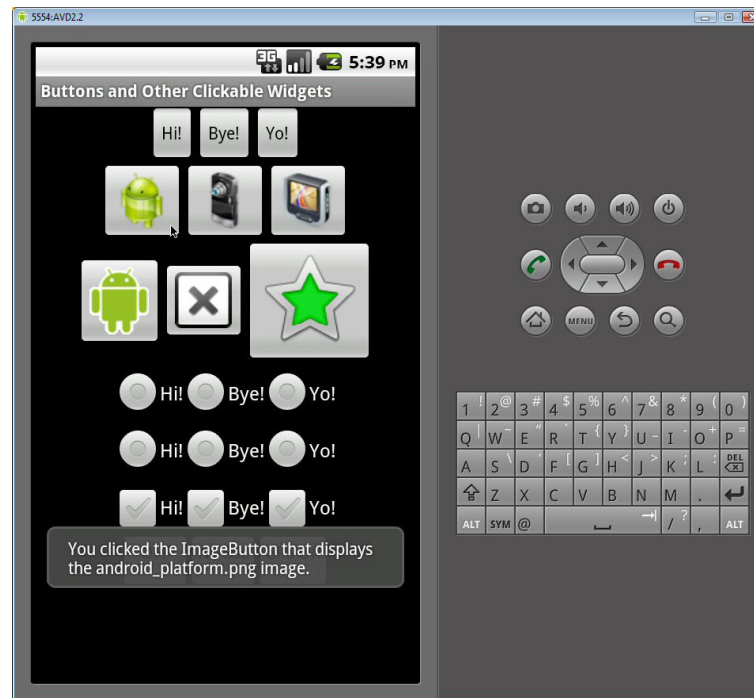 5554:AVD2.2
3G 5:39 PM
Buttons and Other Clickable Widgets
Hi! Bye! Yo!
Hi! Bye! Yo!
Hi! Bye! Yo!
Hi! Bye! Yo!
You clicked the ImageButton that displays
the android_platform.png image.
MENU
1 ! 2 @ 3 # 4 $ 5 % 6 ^ 7 & 8 * 9 ( 0 )
Q | W ~ E “ R ` T { Y } U _ I - O + P =
A S \ D ‘ F [ G ] H < J > K ; L : DEL
Z X C V B N M .
ALT SYM @ / ? , ALT